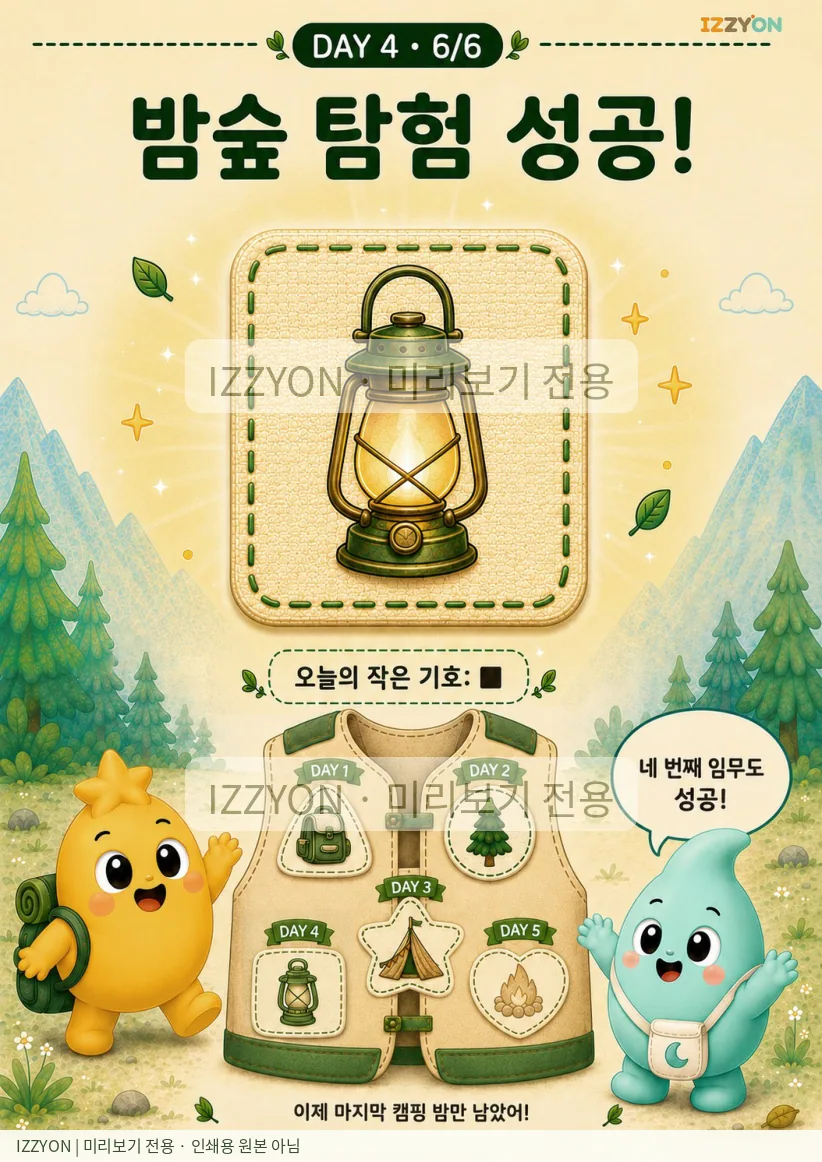 IZZYON
DAY 4 • 6/6
밤숲 탐험 성공!
IZZYON · 미리보기 전용
오늘의 작은 기호: ■
네 번째 임무도
성공!
DAY 1
DAY 2
IZZYON · 미리보기 전용
DAY 3
DAY 4
DAY 5
이제 마지막 캠핑 밤만 남았어!
IZZYON | 미리보기 전용 · 인쇄용 원본 아님